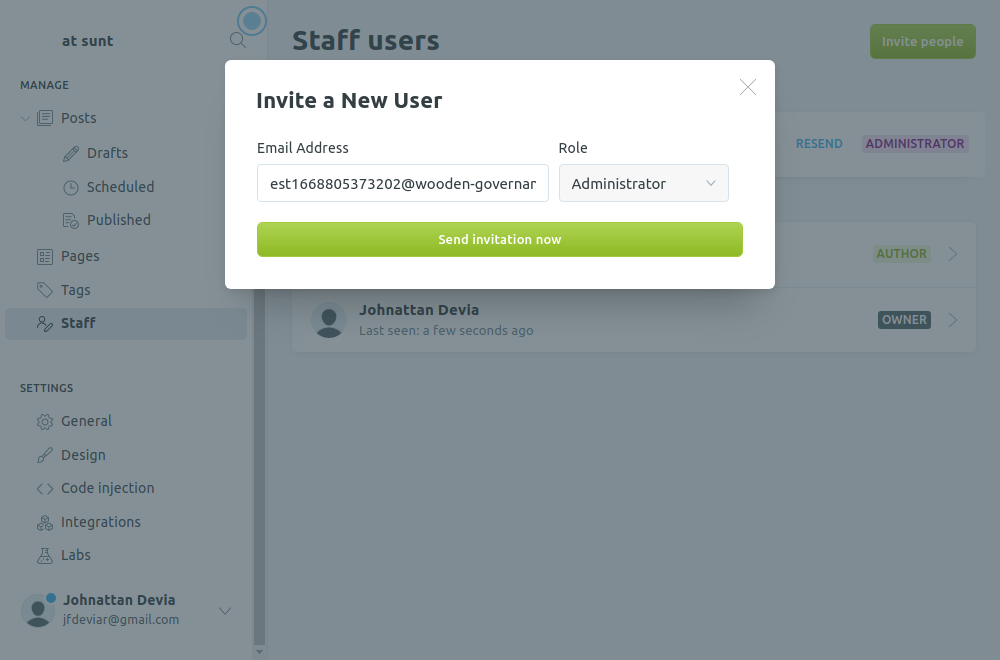 at sunt
Staff users
Invite people
MANAGE
Posts
Drafts
Scheduled
Published
Pages
Tags
Staff
SETTINGS
General
Design
Code injection
Integrations
Labs
Johnattan Devia
jfdeviar@gmail.com
Invite a New User
Email Address
Role
est1668805373202@wooden-governar
Administrator
Send invitation now
RESEND ADMINISTRATOR
AUTHOR
Johnattan Devia
Last seen: a few seconds ago
OWNER